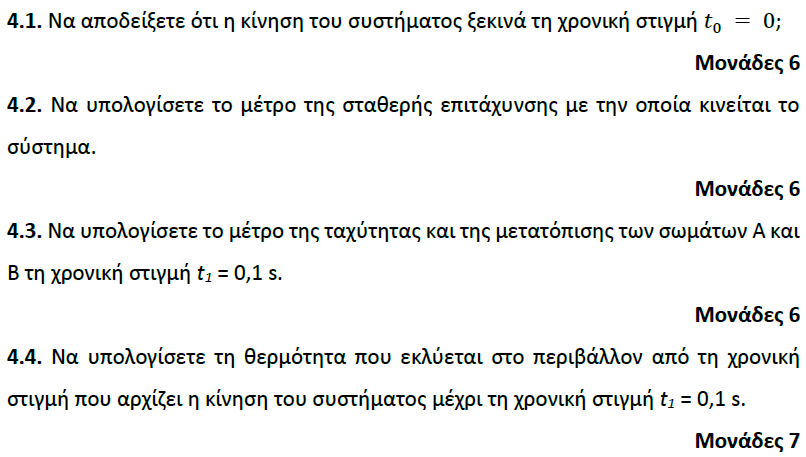 4.1. Να αποδείξετε ότι η κίνηση του συστήματος ξεκινά τη χρονική στιγμή t₀ = 0;
Μονάδες 6
4.2. Να υπολογίσετε το μέτρο της σταθερής επιτάχυνσης με την οποία κινείται το
σύστημα.
Μονάδες 6
4.3. Να υπολογίσετε το μέτρο της ταχύτητας και της μετατόπισης των σωμάτων Α και
Β τη χρονική στιγμή t₁ = 0,1 s.
Μονάδες 6
4.4. Να υπολογίσετε τη θερμότητα που εκλύεται στο περιβάλλον από τη χρονική
στιγμή που αρχίζει η κίνηση του συστήματος μέχρι τη χρονική στιγμή t₁ = 0,1 s.
Μονάδες 7